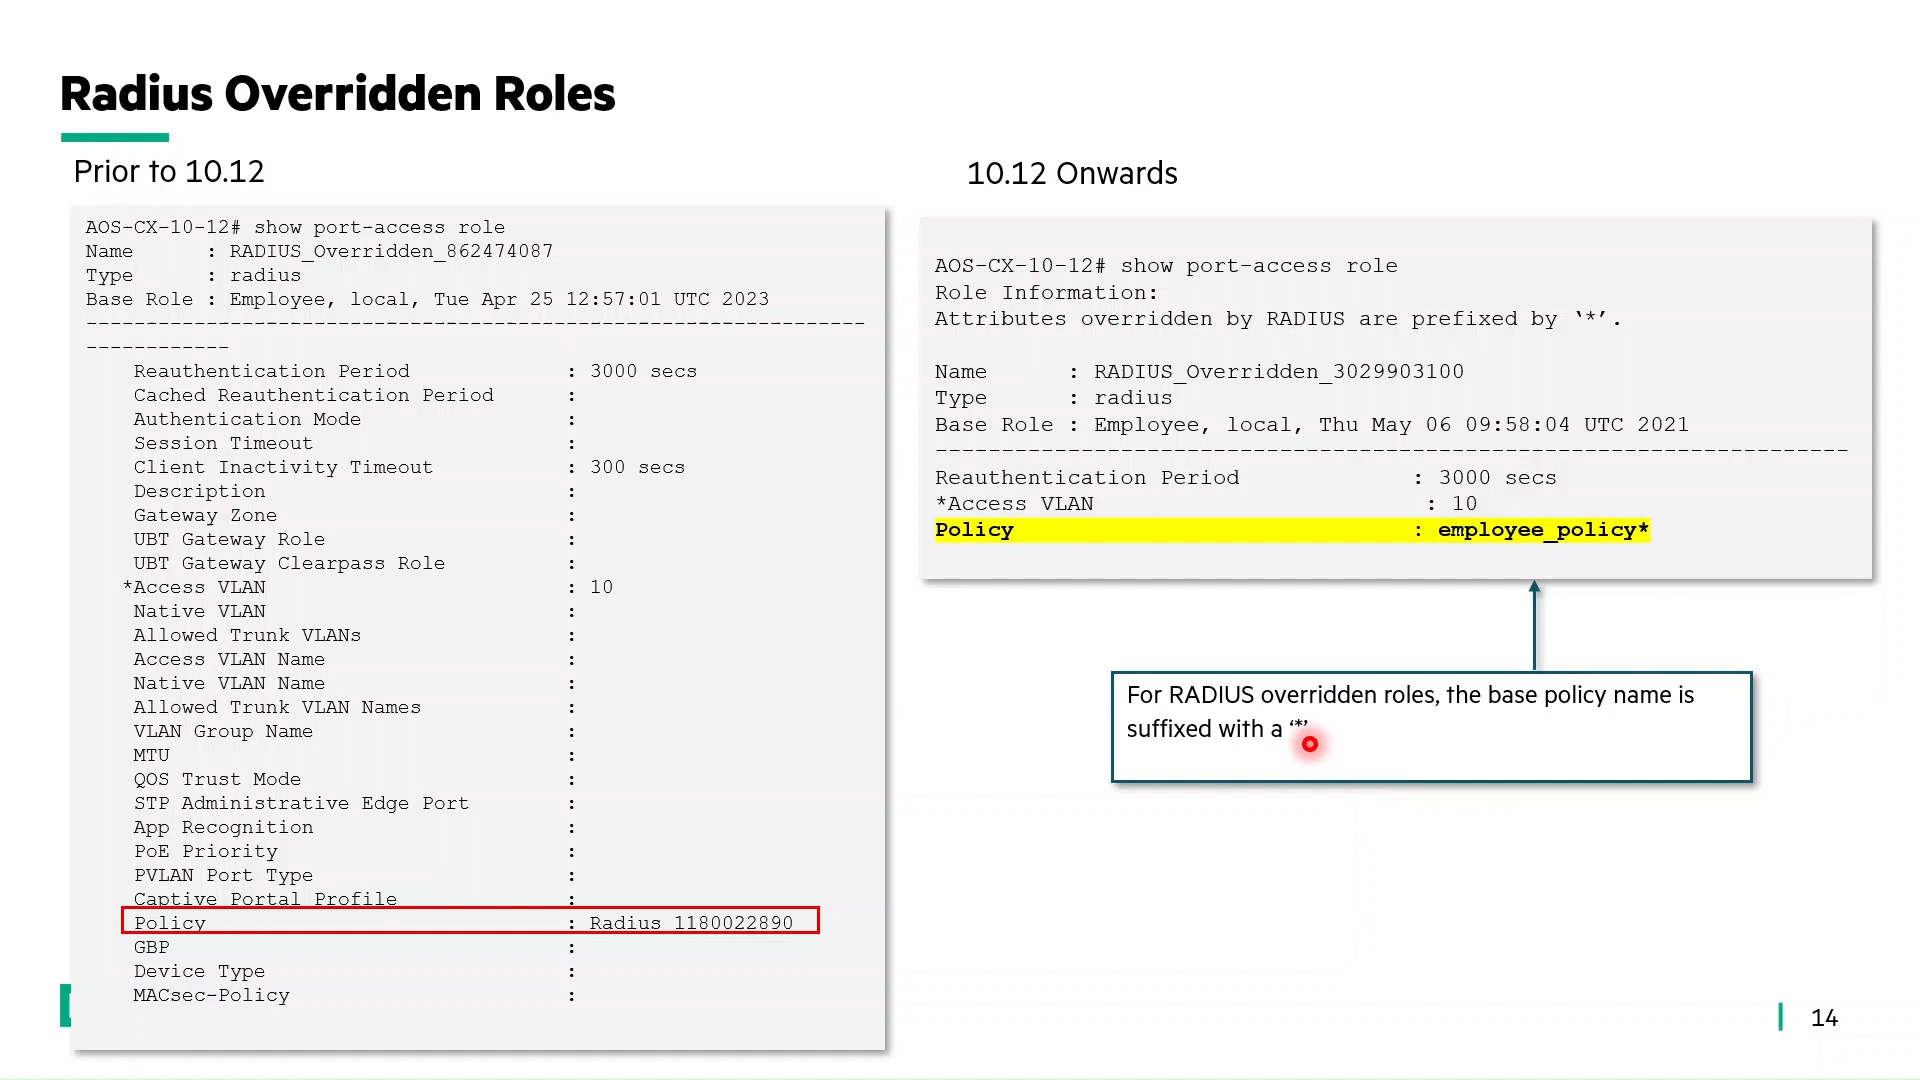 Radius Overridden Roles
Prior to 10.12
AOS-CX-10-12# show port-access role
Name      : RADIUS_Overridden_862474087
Type      : radius
Base Role : Employee, local, Tue Apr 25 12:57:01 UTC 2023
-----------------------------------------------------------------
------------
Reauthentication Period             : 3000 secs
Cached Reauthentication Period      :
Authentication Mode                 :
Session Timeout                     :
Client Inactivity Timeout           : 300 secs
Description                         :
Gateway Zone                        :
UBT Gateway Role                    :
UBT Gateway Clearpass Role          :
*Access VLAN                         : 10
Native VLAN                         :
Allowed Trunk VLANs                 :
Access VLAN Name                    :
Native VLAN Name                    :
Allowed Trunk VLAN Names            :
VLAN Group Name                     :
MTU                                 :
QOS Trust Mode                      :
STP Administrative Edge Port        :
App Recognition                     :
PoE Priority                        :
PVLAN Port Type                     :
Captive Portal Profile              :
Policy                              : Radius_1180022890
GBP                                 :
Device Type                         :
MACsec-Policy                       :
10.12 Onwards
AOS-CX-10-12# show port-access role
Role Information:
Attributes overridden by RADIUS are prefixed by ‘*’.
Name      : RADIUS_Overridden_3029903100
Type      : radius
Base Role : Employee, local, Thu May 06 09:58:04 UTC 2021
---------------------------------------------------------------------
Reauthentication Period             : 3000 secs
*Access VLAN                         : 10
Policy                              : employee_policy*
For RADIUS overridden roles, the base policy name is
suffixed with a ‘*’
14